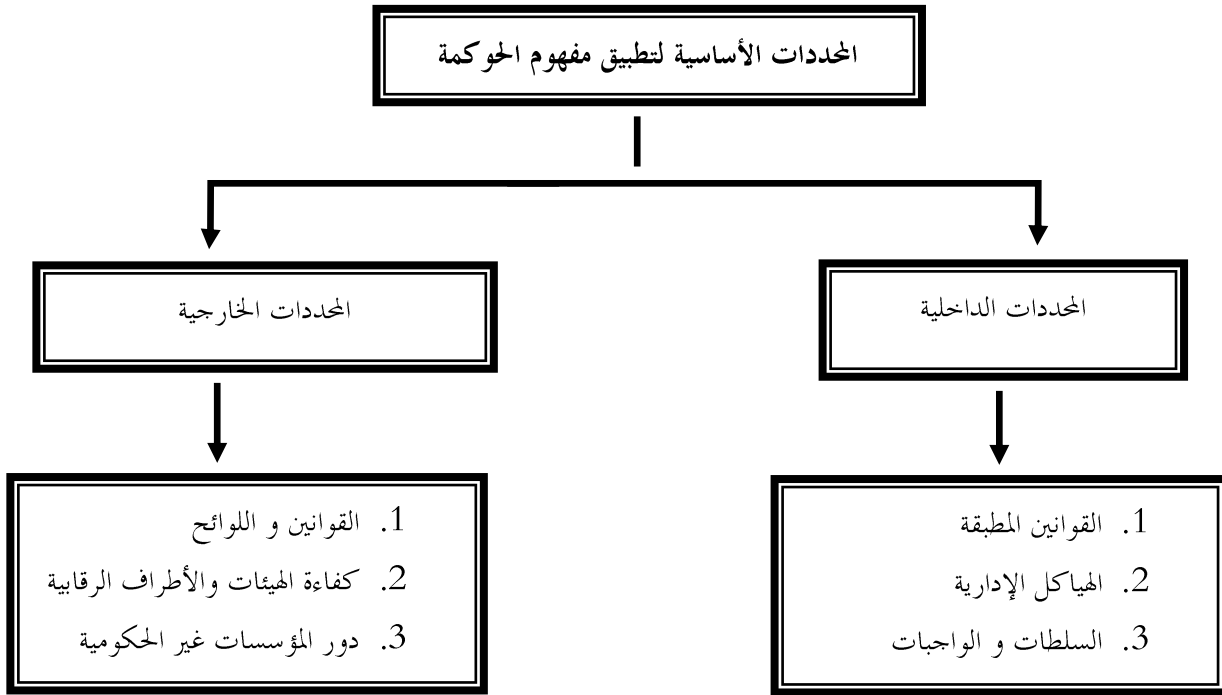 المحددات الأساسية لتطبيق مفهوم الحوكمة
المحددات الداخلية
المحددات الخارجية
1. القوانين المطبقة
2. الهياكل الإدارية
3. السلطات و الواجبات
1. القوانين و اللوائح
2. كفاءة الهيئات والأطراف الرقابية
3. دور المؤسسات غير الحكومية